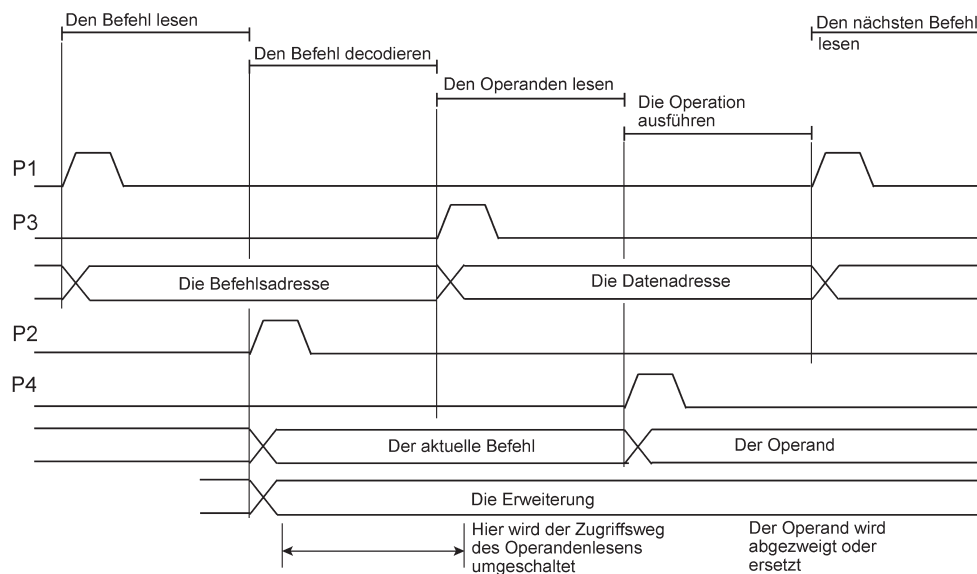 Den Befehl lesen
Den nächsten Befehl
lesen
Den Befehl decodieren
Den Operanden lesen
Die Operation
ausführen
P1
P3
Die Befehlsadresse
Die Datenadresse
P2
P4
Der aktuelle Befehl
Der Operand
Die Erweiterung
Hier wird der Zugriffsweg
des Operandenlesens
umgeschaltet
Der Operand wird
abgezweigt oder
ersetzt